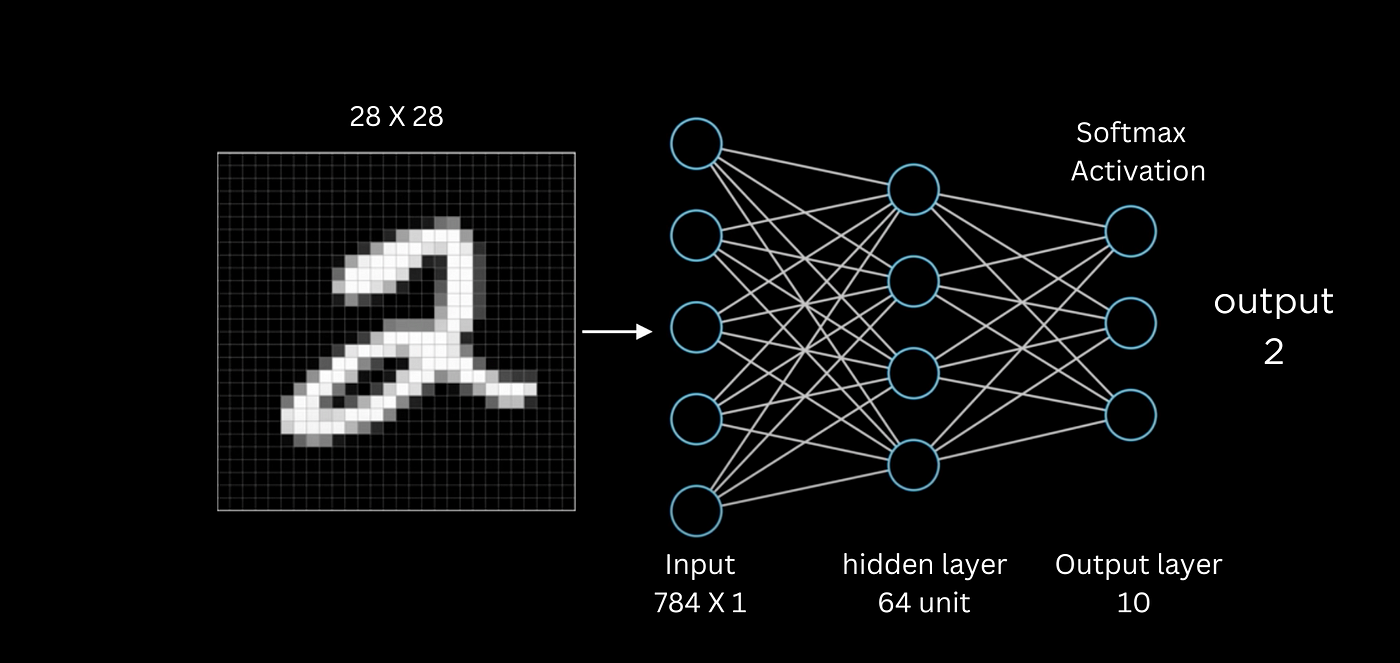 28 X 28
Softmax
Activation
output
2
Input
784 X 1
hidden layer
64 unit
Output layer
10